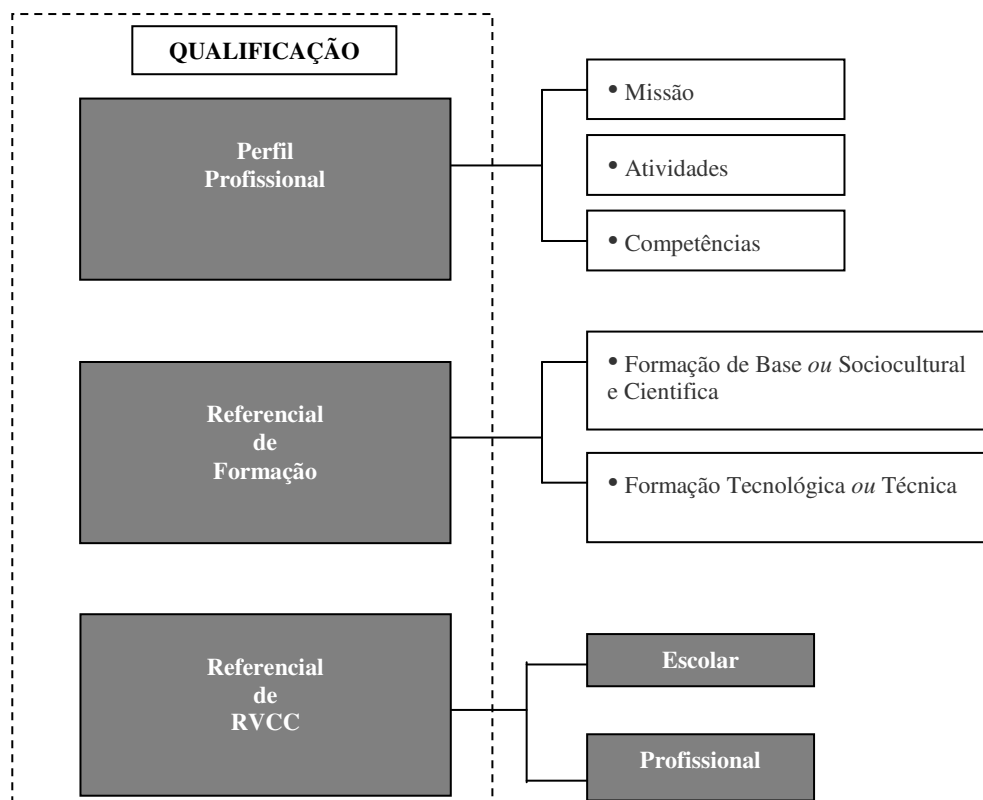 QUALIFICAÇÃO
Perfil
Profissional
• Missão
• Atividades
• Competências
Referencial
de
Formação
• Formação de Base ou Sociocultural
e Cientifica
• Formação Tecnológica ou Técnica
Referencial
de
RVCC
Escolar
Profissional